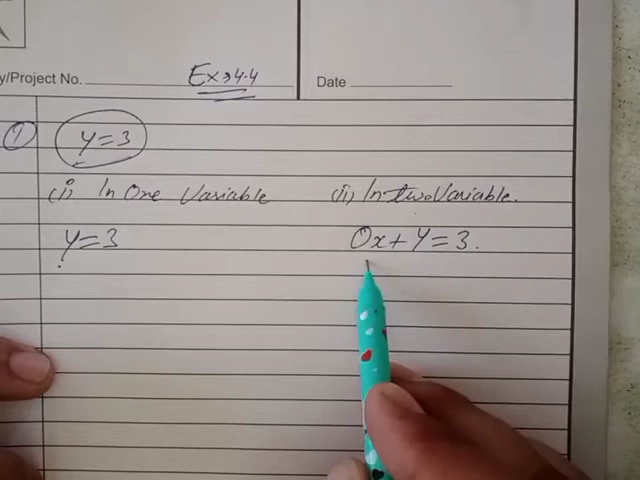 y/Project No. Ex:4.4 Date
① y=3
(i) In One Variable (ii) In two Variable.
y=3 0x+y=3.